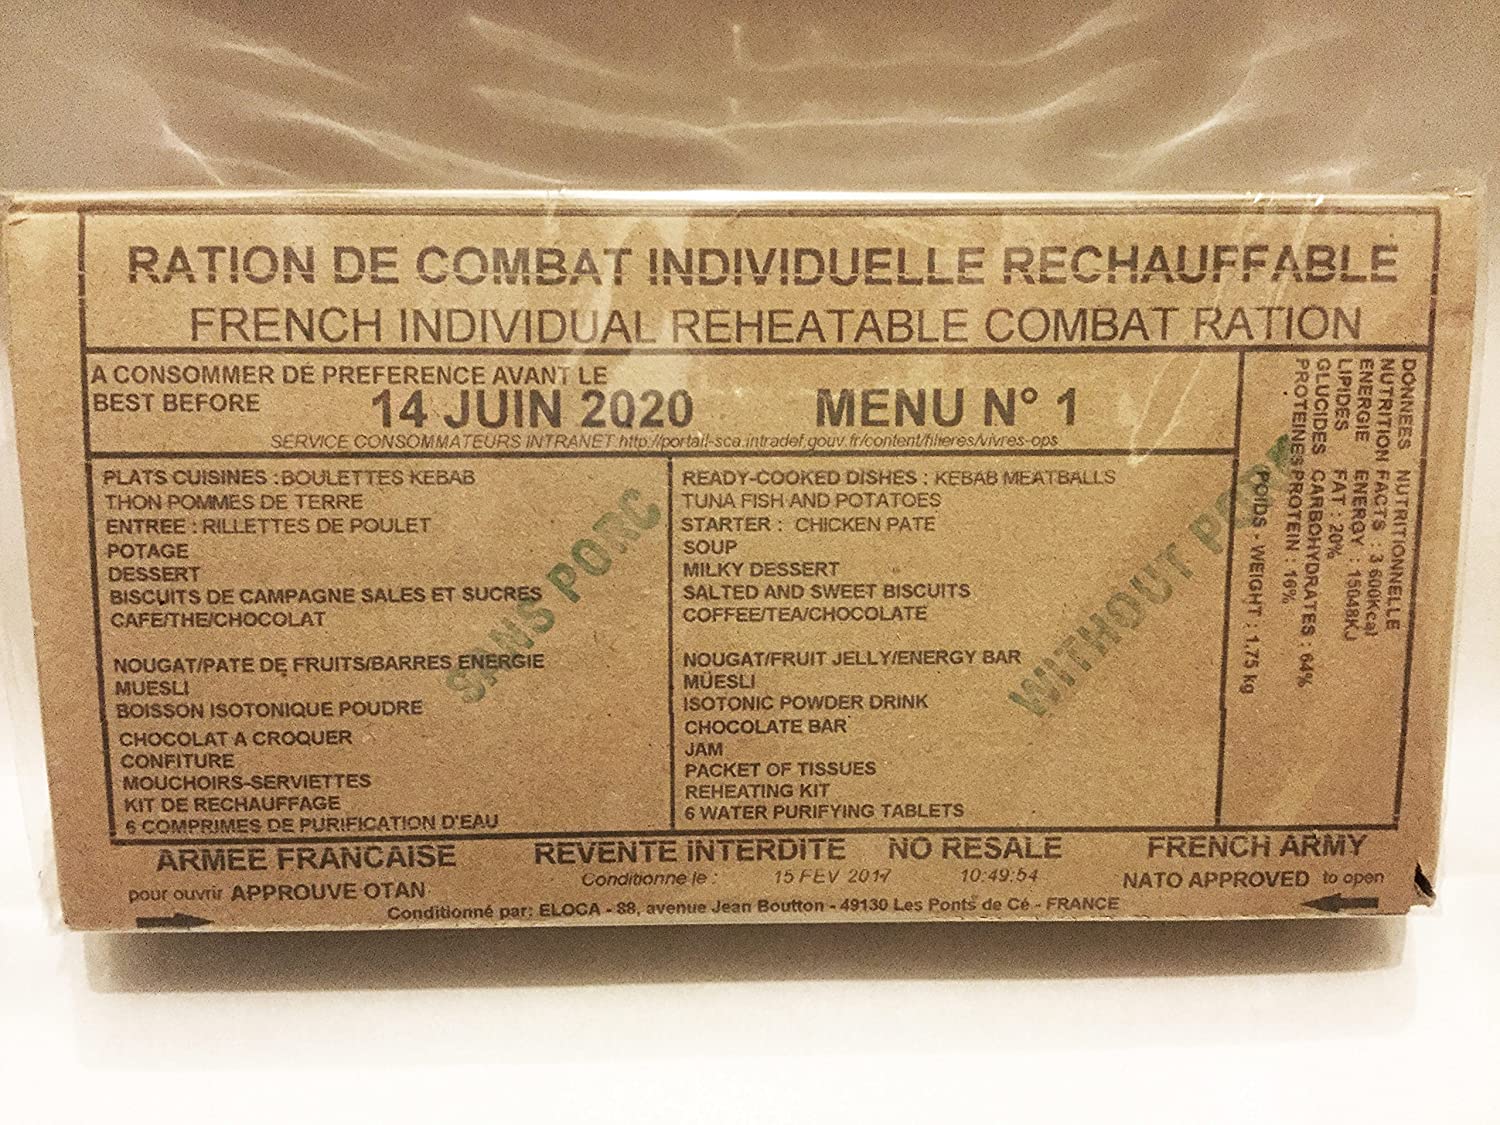 RATION DE COMBAT INDIVIDUELLE RECHAUFFABLE
FRENCH INDIVIDUAL REHEATABLE COMBAT RATION
A CONSOMMER DE PREFERENCE AVANT LE
BEST BEFORE
14 JUIN 2020
MENU N° 1
SERVICE CONSOMMATEURS INTRANET http://portail-sca.intradef.gouv.fr/content/filieres/vivres-ops
PLATS CUISINES : BOULETTES KEBAB
THON POMMES DE TERRE
ENTREE : RILLETTES DE POULET
POTAGE
DESSERT
BISCUITS DE CAMPAGNE SALES ET SUCRES
CAFE/THE/CHOCOLAT
NOUGAT/PATE DE FRUITS/BARRES ENERGIE
MUESLI
BOISSON ISOTONIQUE POUDRE
CHOCOLAT A CROQUER
CONFITURE
MOUCHOIRS-SERVIETTES
KIT DE RECHAUFFAGE
6 COMPRIMES DE PURIFICATION D'EAU
SANS PORC
READY-COOKED DISHES : KEBAB MEATBALLS
TUNA FISH AND POTATOES
STARTER : CHICKEN PATE
SOUP
MILKY DESSERT
SALTED AND SWEET BISCUITS
COFFEE/TEA/CHOCOLATE
NOUGAT/FRUIT JELLY/ENERGY BAR
MÜESLI
ISOTONIC POWDER DRINK
CHOCOLATE BAR
JAM
PACKET OF TISSUES
REHEATING KIT
6 WATER PURIFYING TABLETS
WITHOUT PORK
DONNEES NUTRITIONNELLE
NUTRITION FACTS : 3 600Kcal
ENERGIE ENERGY : 15048KJ
LIPIDES FAT : 20%
GLUCIDES CARBOHYDRATES : 64%
PROTEINES PROTEIN : 16%
POIDS - WEIGHT : 1.75 kg
ARMEE FRANCAISE REVENTE INTERDITE NO RESALE FRENCH ARMY
Conditionne le : 15 FEV 2017 10:49:54
pour ouvrir APPROUVE OTAN
NATO APPROVED to open
Conditionné par: ELOCA - 88, avenue Jean Boutton - 49130 Les Ponts de Cé - FRANCE